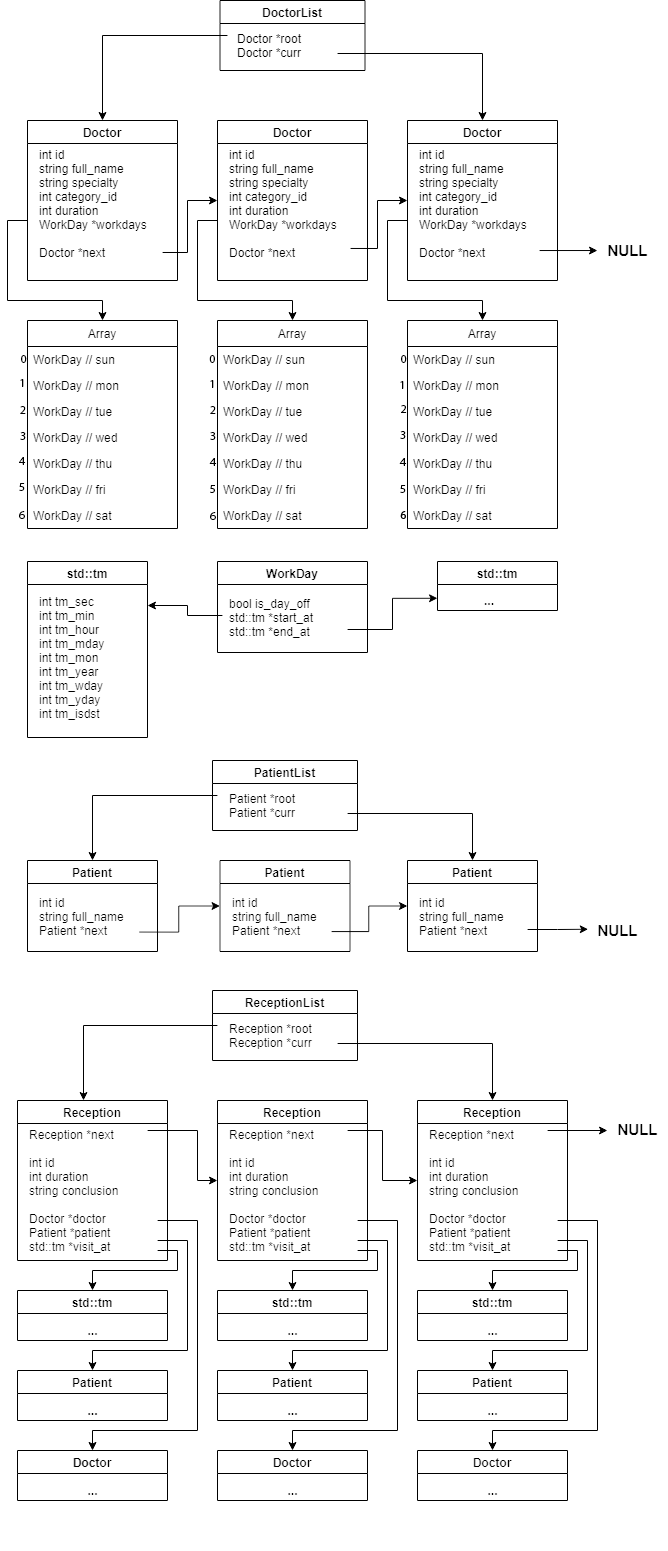 DoctorList
Doctor *root
Doctor *curr
Doctor
int id
string full_name
string specialty
int category_id
int duration
WorkDay *workdays
Doctor *next
Doctor
int id
string full_name
string specialty
int category_id
int duration
WorkDay *workdays
Doctor *next
Doctor
int id
string full_name
string specialty
int category_id
int duration
WorkDay *workdays
Doctor *next
NULL
Array
0 WorkDay // sun
1 WorkDay // mon
2 WorkDay // tue
3 WorkDay // wed
4 WorkDay // thu
5 WorkDay // fri
6 WorkDay // sat
Array
0 WorkDay // sun
1 WorkDay // mon
2 WorkDay // tue
3 WorkDay // wed
4 WorkDay // thu
5 WorkDay // fri
6 WorkDay // sat
Array
0 WorkDay // sun
1 WorkDay // mon
2 WorkDay // tue
3 WorkDay // wed
4 WorkDay // thu
5 WorkDay // fri
6 WorkDay // sat
std::tm
int tm_sec
int tm_min
int tm_hour
int tm_mday
int tm_mon
int tm_year
int tm_wday
int tm_yday
int tm_isdst
WorkDay
bool is_day_off
std::tm *start_at
std::tm *end_at
std::tm
...
PatientList
Patient *root
Patient *curr
Patient
int id
string full_name
Patient *next
Patient
int id
string full_name
Patient *next
Patient
int id
string full_name
Patient *next
NULL
ReceptionList
Reception *root
Reception *curr
Reception
Reception *next
int id
int duration
string conclusion
Doctor *doctor
Patient *patient
std::tm *visit_at
Reception
Reception *next
int id
int duration
string conclusion
Doctor *doctor
Patient *patient
std::tm *visit_at
Reception
Reception *next
int id
int duration
string conclusion
Doctor *doctor
Patient *patient
std::tm *visit_at
NULL
std::tm
...
std::tm
...
std::tm
...
Patient
...
Patient
...
Patient
...
Doctor
...
Doctor
...
Doctor
...